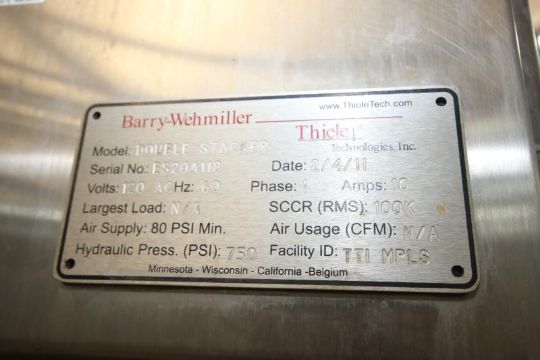 www.ThieleTech.com
Barry-Wehmiller Thiele
Technologies, Inc.
Model: DOUBLE STACKER
Serial No: Date: 2/4/11
Volts: 120 AC Hz: 60 Phase: 1 Amps: 10
Largest Load: N/A SCCR (RMS): 100K
Air Supply: 80 PSI Min. Air Usage (CFM): N/A
Hydraulic Press. (PSI): 750 Facility ID: TTI MPLS
Minnesota - Wisconsin - California -Belgium